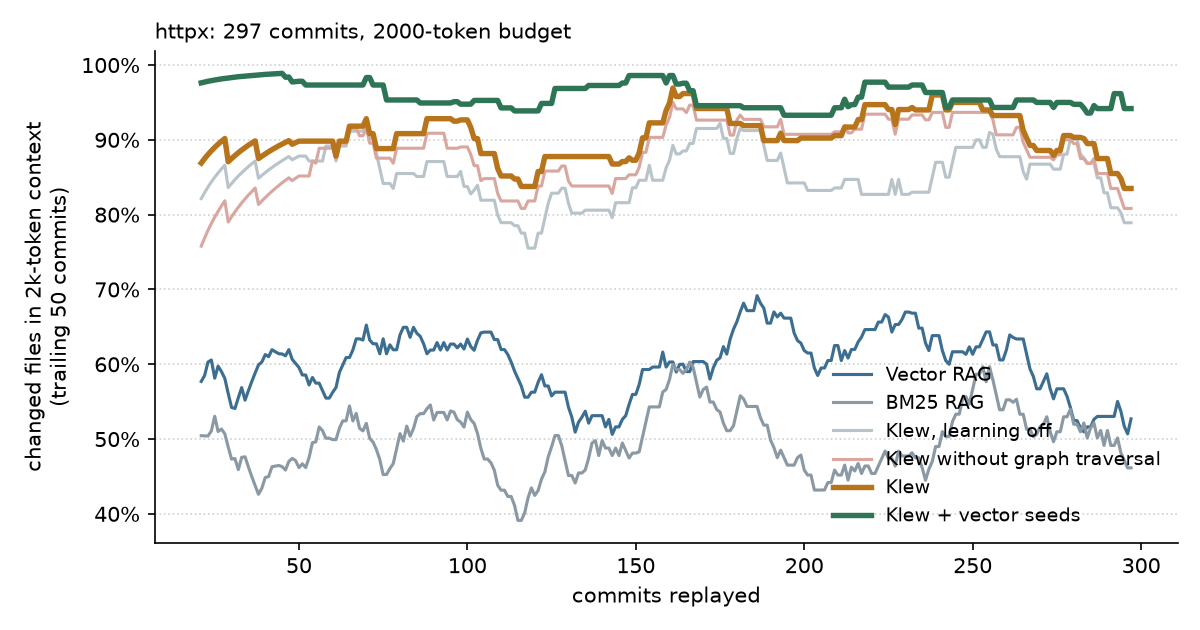 httpx: 297 commits, 2000-token budget
100%
90%
80%
70%
60%
50%
40%
changed files in 2k-token context
(trailing 50 commits)
Vector RAG
BM25 RAG
Klew, learning off
Klew without graph traversal
Klew
Klew + vector seeds
50
100
150
200
250
300
commits replayed